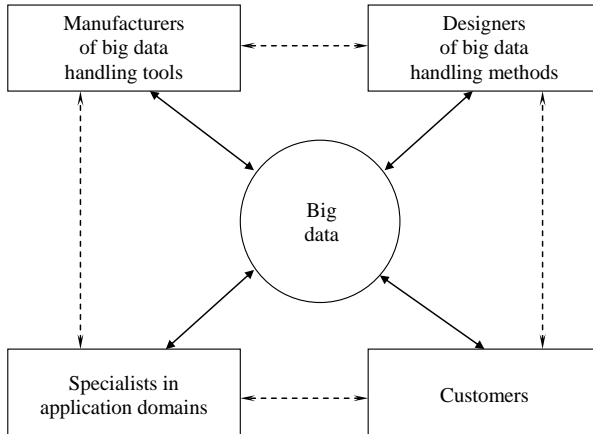 Manufacturers
of big data
handling tools
Designers
of big data
handling methods
Big
data
Specialists in
application domains
Customers